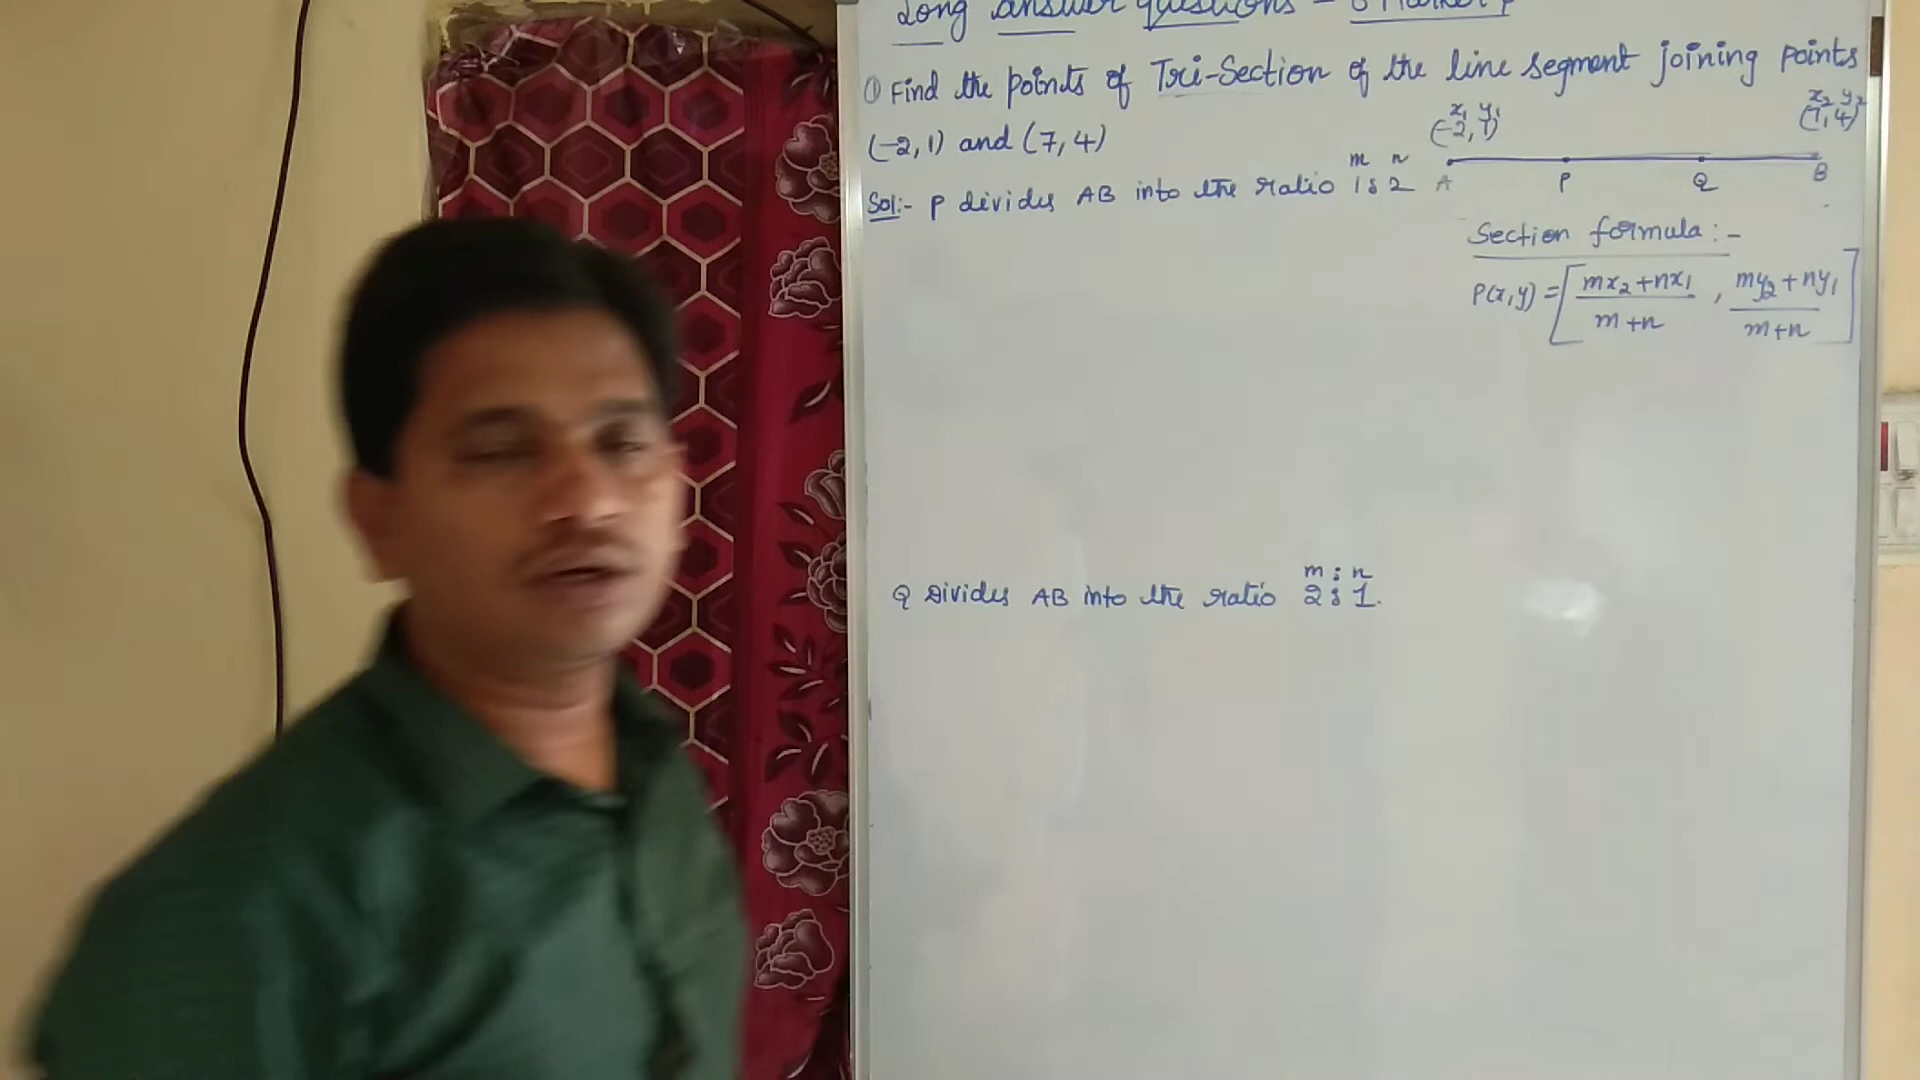 Long answer questions -
① Find the points of Tri-Section of the line segment joining points
(-2, 1) and (7, 4)
x₁ y₁
(-2, 1)
x₂ y₂
(7, 4)
A P Q B
m n
Sol:- P divides AB into the ratio 1 : 2
Section formula :-
P(x, y) = [ mx₂ + nx₁ / m + n , my₂ + ny₁ / m + n ]
m : n
Q Divides AB into the ratio 2 : 1.